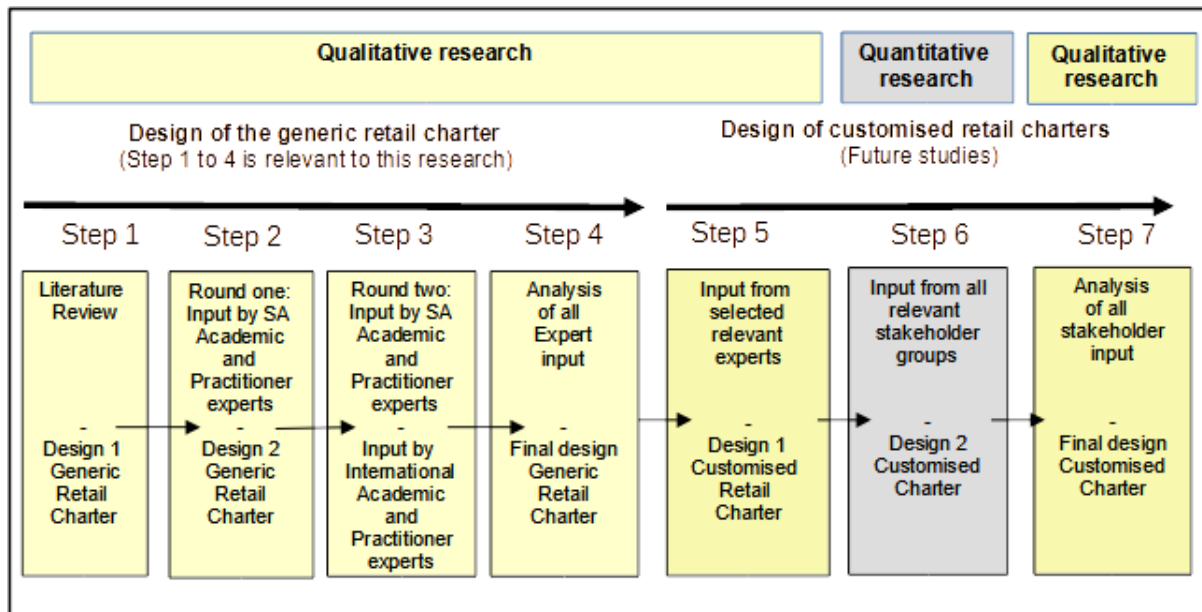 Qualitative research
Quantitative
research
Qualitative
research
Design of the generic retail charter
(Step 1 to 4 is relevant to this research)
Design of customised retail charters
(Future studies)
Step 1
Step 2
Step 3
Step 4
Step 5
Step 6
Step 7
Literature
Review
-
Design 1
Generic
Retail
Charter
Round one:
Input by SA
Academic
and
Practitioner
experts
-
Design 2
Generic
Retail
Charter
Round two:
Input by SA
Academic
and
Practitioner
experts
-
Input by
International
Academic
and
Practitioner
experts
Analysis
of all
Expert
input
-
Final design
Generic
Retail
Charter
Input from
selected
relevant
experts
-
Design 1
Customised
Retail
Charter
Input from all
relevant
stakeholder
groups
-
Design 2
Customised
Charter
Analysis
of all
stakeholder
input
-
Final design
Customised
Charter